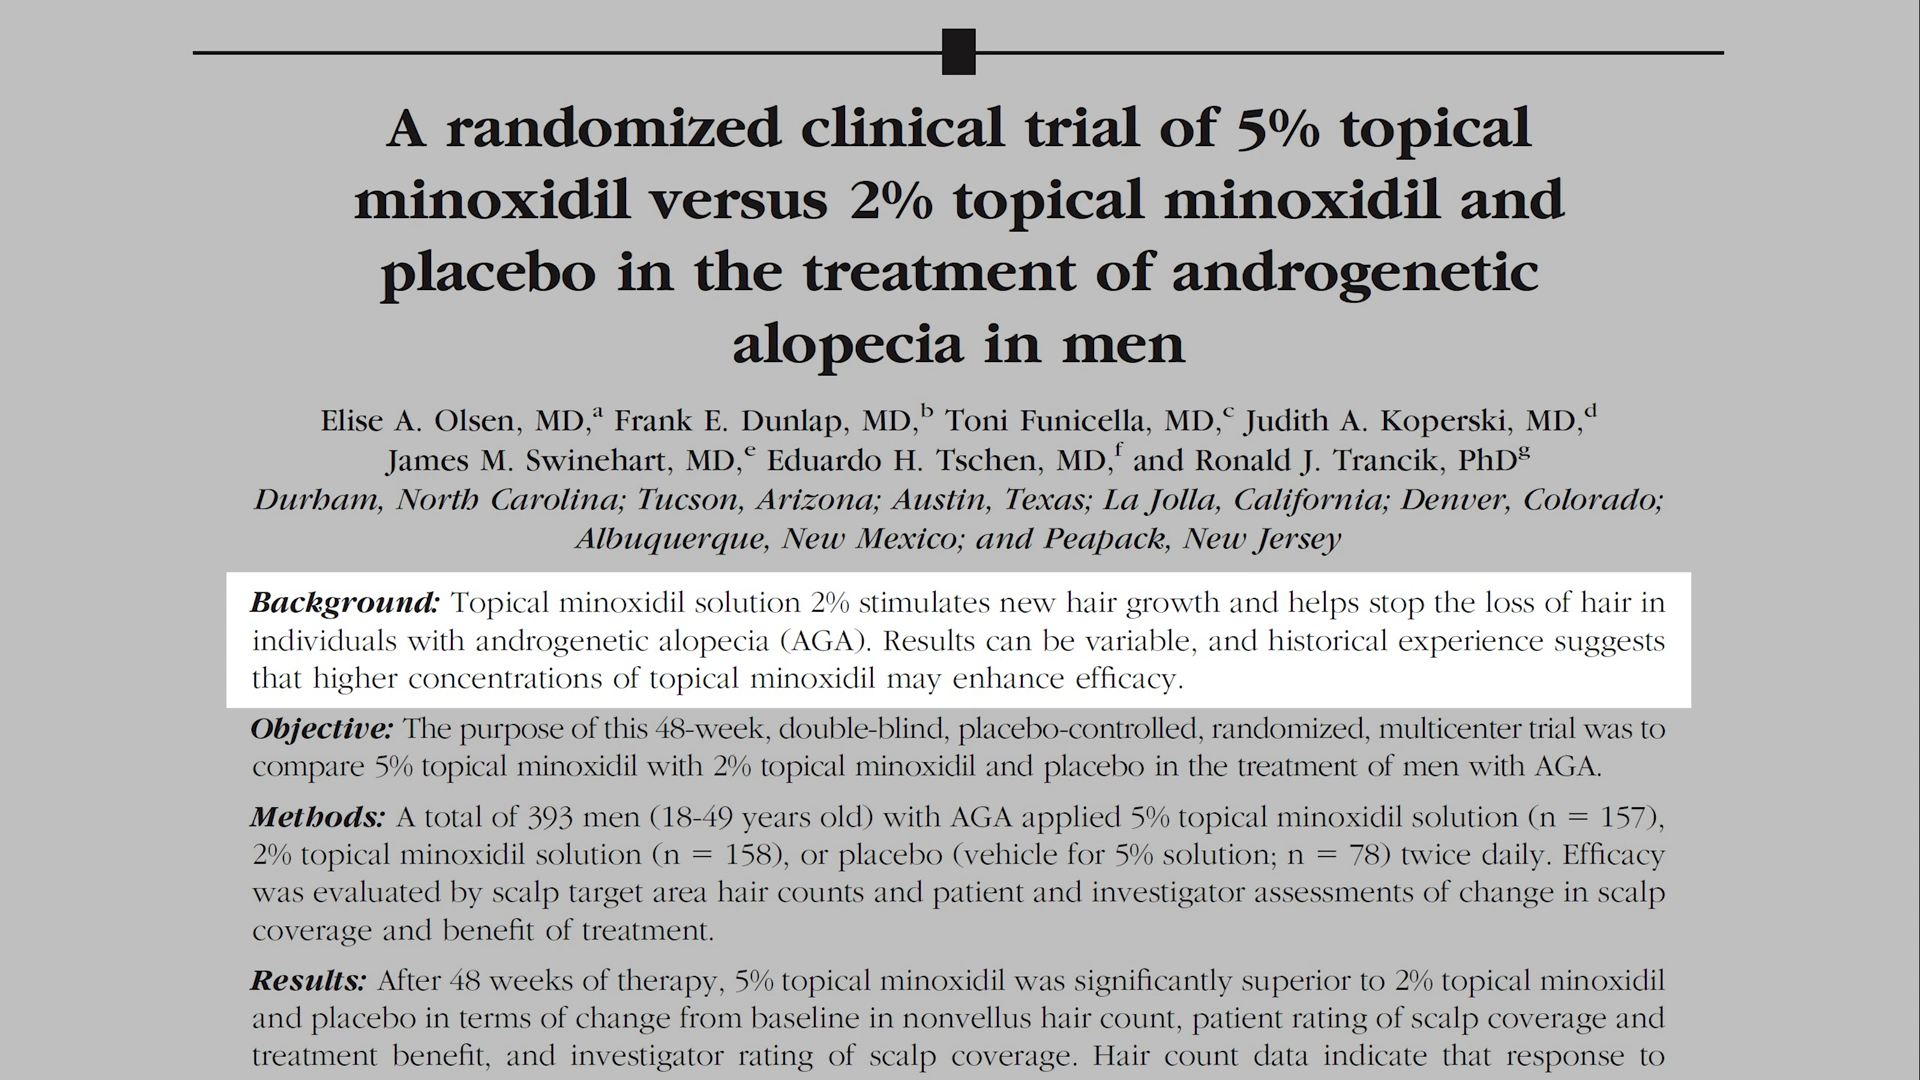 A randomized clinical trial of 5% topical
minoxidil versus 2% topical minoxidil and
placebo in the treatment of androgenetic
alopecia in men
Elise A. Olsen, MD,a Frank E. Dunlap, MD,b Toni Funicella, MD,c Judith A. Koperski, MD,d
James M. Swinehart, MD,e Eduardo H. Tschen, MD,f and Ronald J. Trancik, PhDg
Durham, North Carolina; Tucson, Arizona; Austin, Texas; La Jolla, California; Denver, Colorado;
Albuquerque, New Mexico; and Peapack, New Jersey
Background: Topical minoxidil solution 2% stimulates new hair growth and helps stop the loss of hair in
individuals with androgenetic alopecia (AGA). Results can be variable, and historical experience suggests
that higher concentrations of topical minoxidil may enhance efficacy.
Objective: The purpose of this 48-week, double-blind, placebo-controlled, randomized, multicenter trial was to
compare 5% topical minoxidil with 2% topical minoxidil and placebo in the treatment of men with AGA.
Methods: A total of 393 men (18-49 years old) with AGA applied 5% topical minoxidil solution (n = 157),
2% topical minoxidil solution (n = 158), or placebo (vehicle for 5% solution; n = 78) twice daily. Efficacy
was evaluated by scalp target area hair counts and patient and investigator assessments of change in scalp
coverage and benefit of treatment.
Results: After 48 weeks of therapy, 5% topical minoxidil was significantly superior to 2% topical minoxidil
and placebo in terms of change from baseline in nonvellus hair count, patient rating of scalp coverage and
treatment benefit, and investigator rating of scalp coverage. Hair count data indicate that response to